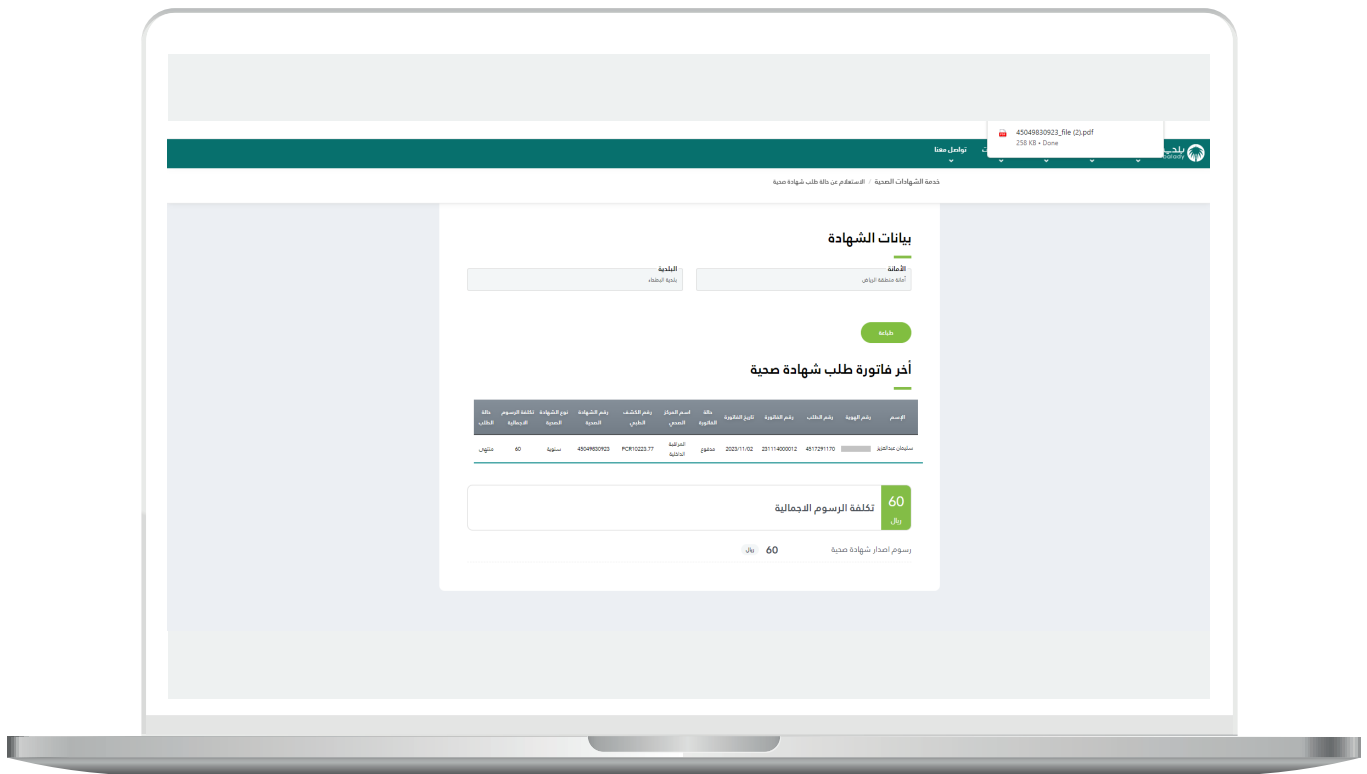 45049830923_file (2).pdf
258 KB • Done
بلدي
balady
تواصل معنا
خدمة الشهادات الصحية / الاستعلام عن حالة طلب شهادة صحية
بيانات الشهادة
الأمانة
أمانة منطقة الرياض
البلدية
بلدية البطحاء
طباعة
أخر فاتورة طلب شهادة صحية
الإسم رقم الهوية رقم الطلب رقم الفاتورة تاريخ الفاتورة حالة الفاتورة اسم المركز الصحي رقم الكشف الطبي رقم الشهادة الصحية نوع الشهادة الصحية تكلفة الرسوم الاجمالية حالة الطلب
سليمان عبدالعزيز 4517291170 231114000012 2023/11/02 مدفوع المراقبة الداخلية PCR10223.77 45049830923 سنوية 60 منتهي
60
ريال
تكلفة الرسوم الاجمالية
رسوم اصدار شهادة صحية 60 ريال